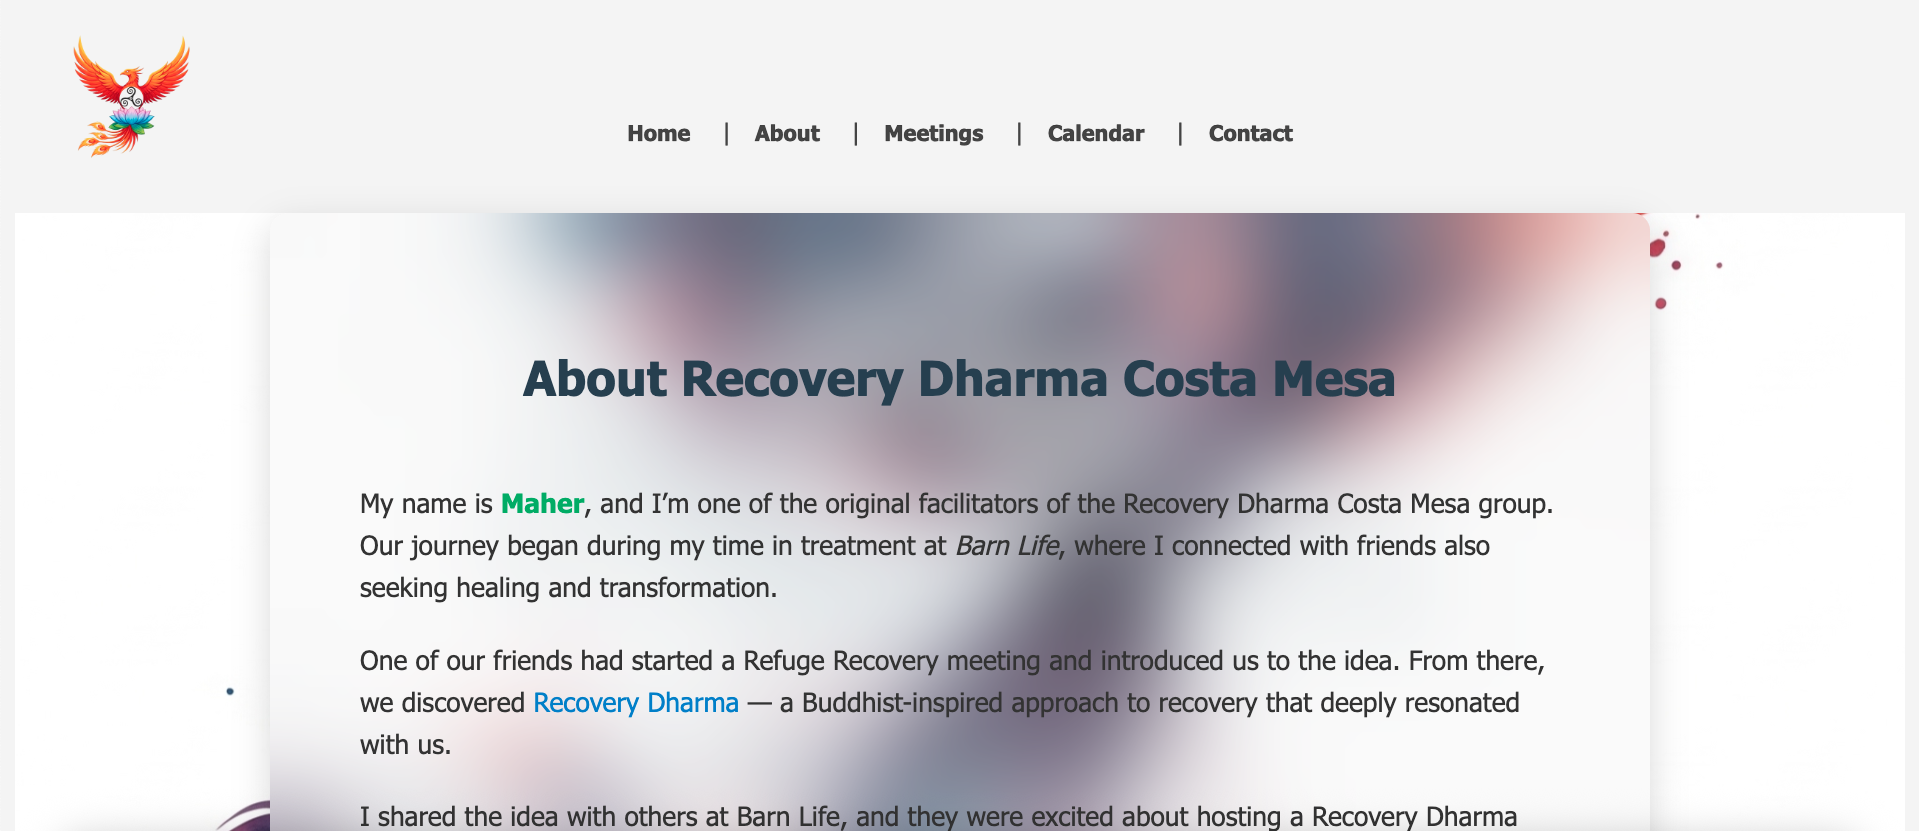 Home | About | Meetings | Calendar | Contact
About Recovery Dharma Costa Mesa
My name is Maher, and I’m one of the original facilitators of the Recovery Dharma Costa Mesa group.
Our journey began during my time in treatment at Barn Life, where I connected with friends also
seeking healing and transformation.
One of our friends had started a Refuge Recovery meeting and introduced us to the idea. From there,
we discovered Recovery Dharma — a Buddhist-inspired approach to recovery that deeply resonated
with us.
I shared the idea with others at Barn Life, and they were excited about hosting a Recovery Dharma